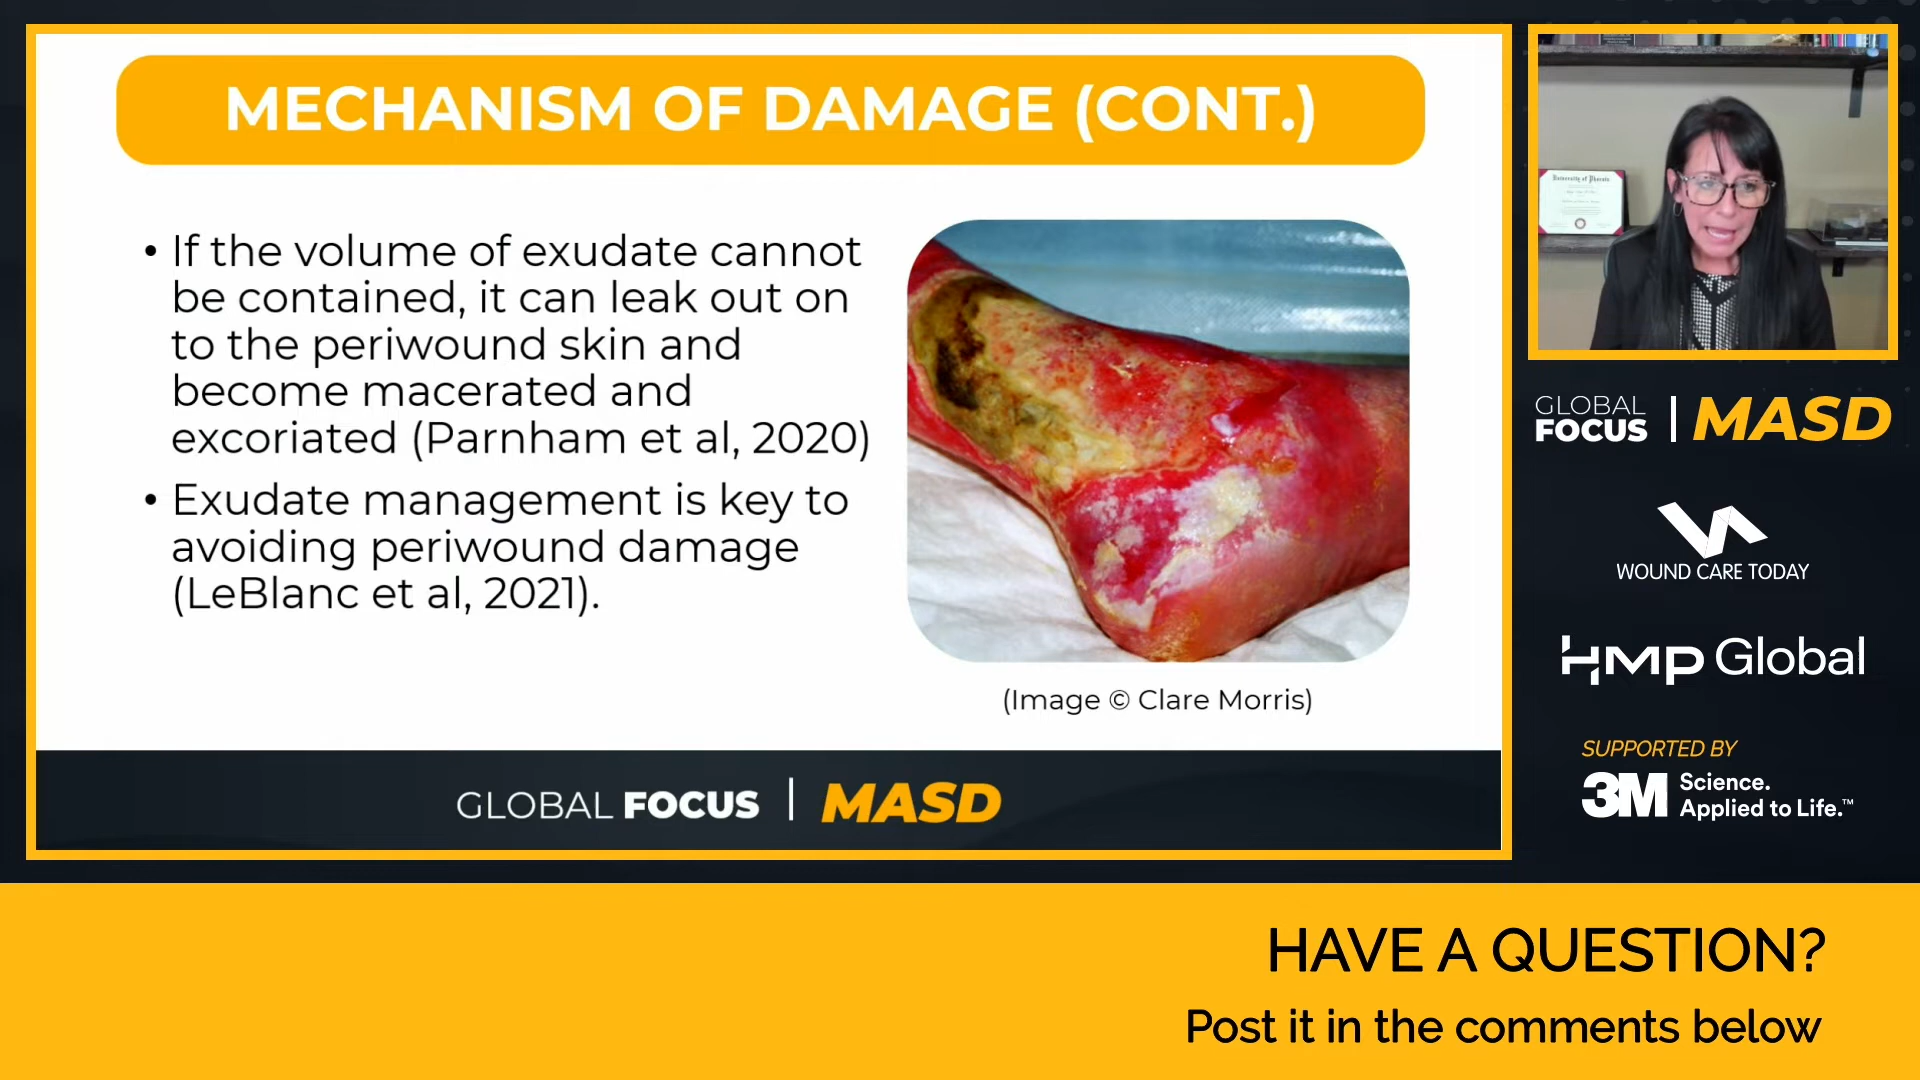 MECHANISM OF DAMAGE (CONT.)
• If the volume of exudate cannot
be contained, it can leak out on
to the periwound skin and
become macerated and
excoriated (Parnham et al, 2020)
• Exudate management is key to
avoiding periwound damage
(LeBlanc et al, 2021).
(Image © Clare Morris)
GLOBAL FOCUS | MASD
University of Phoenix
GLOBAL
FOCUS | MASD
WOUND CARE TODAY
HMP Global
SUPPORTED BY
3M Science.
Applied to Life.™
HAVE A QUESTION?
Post it in the comments below